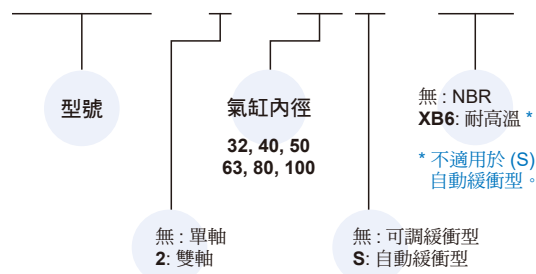 型號
氣缸內徑
32, 40, 50
63, 80, 100
無 : NBR
XB6: 耐高溫 *
* 不適用於 (S)
自動緩衝型。
無 : 單軸
2: 雙軸
無 : 可調緩衝型
S: 自動緩衝型